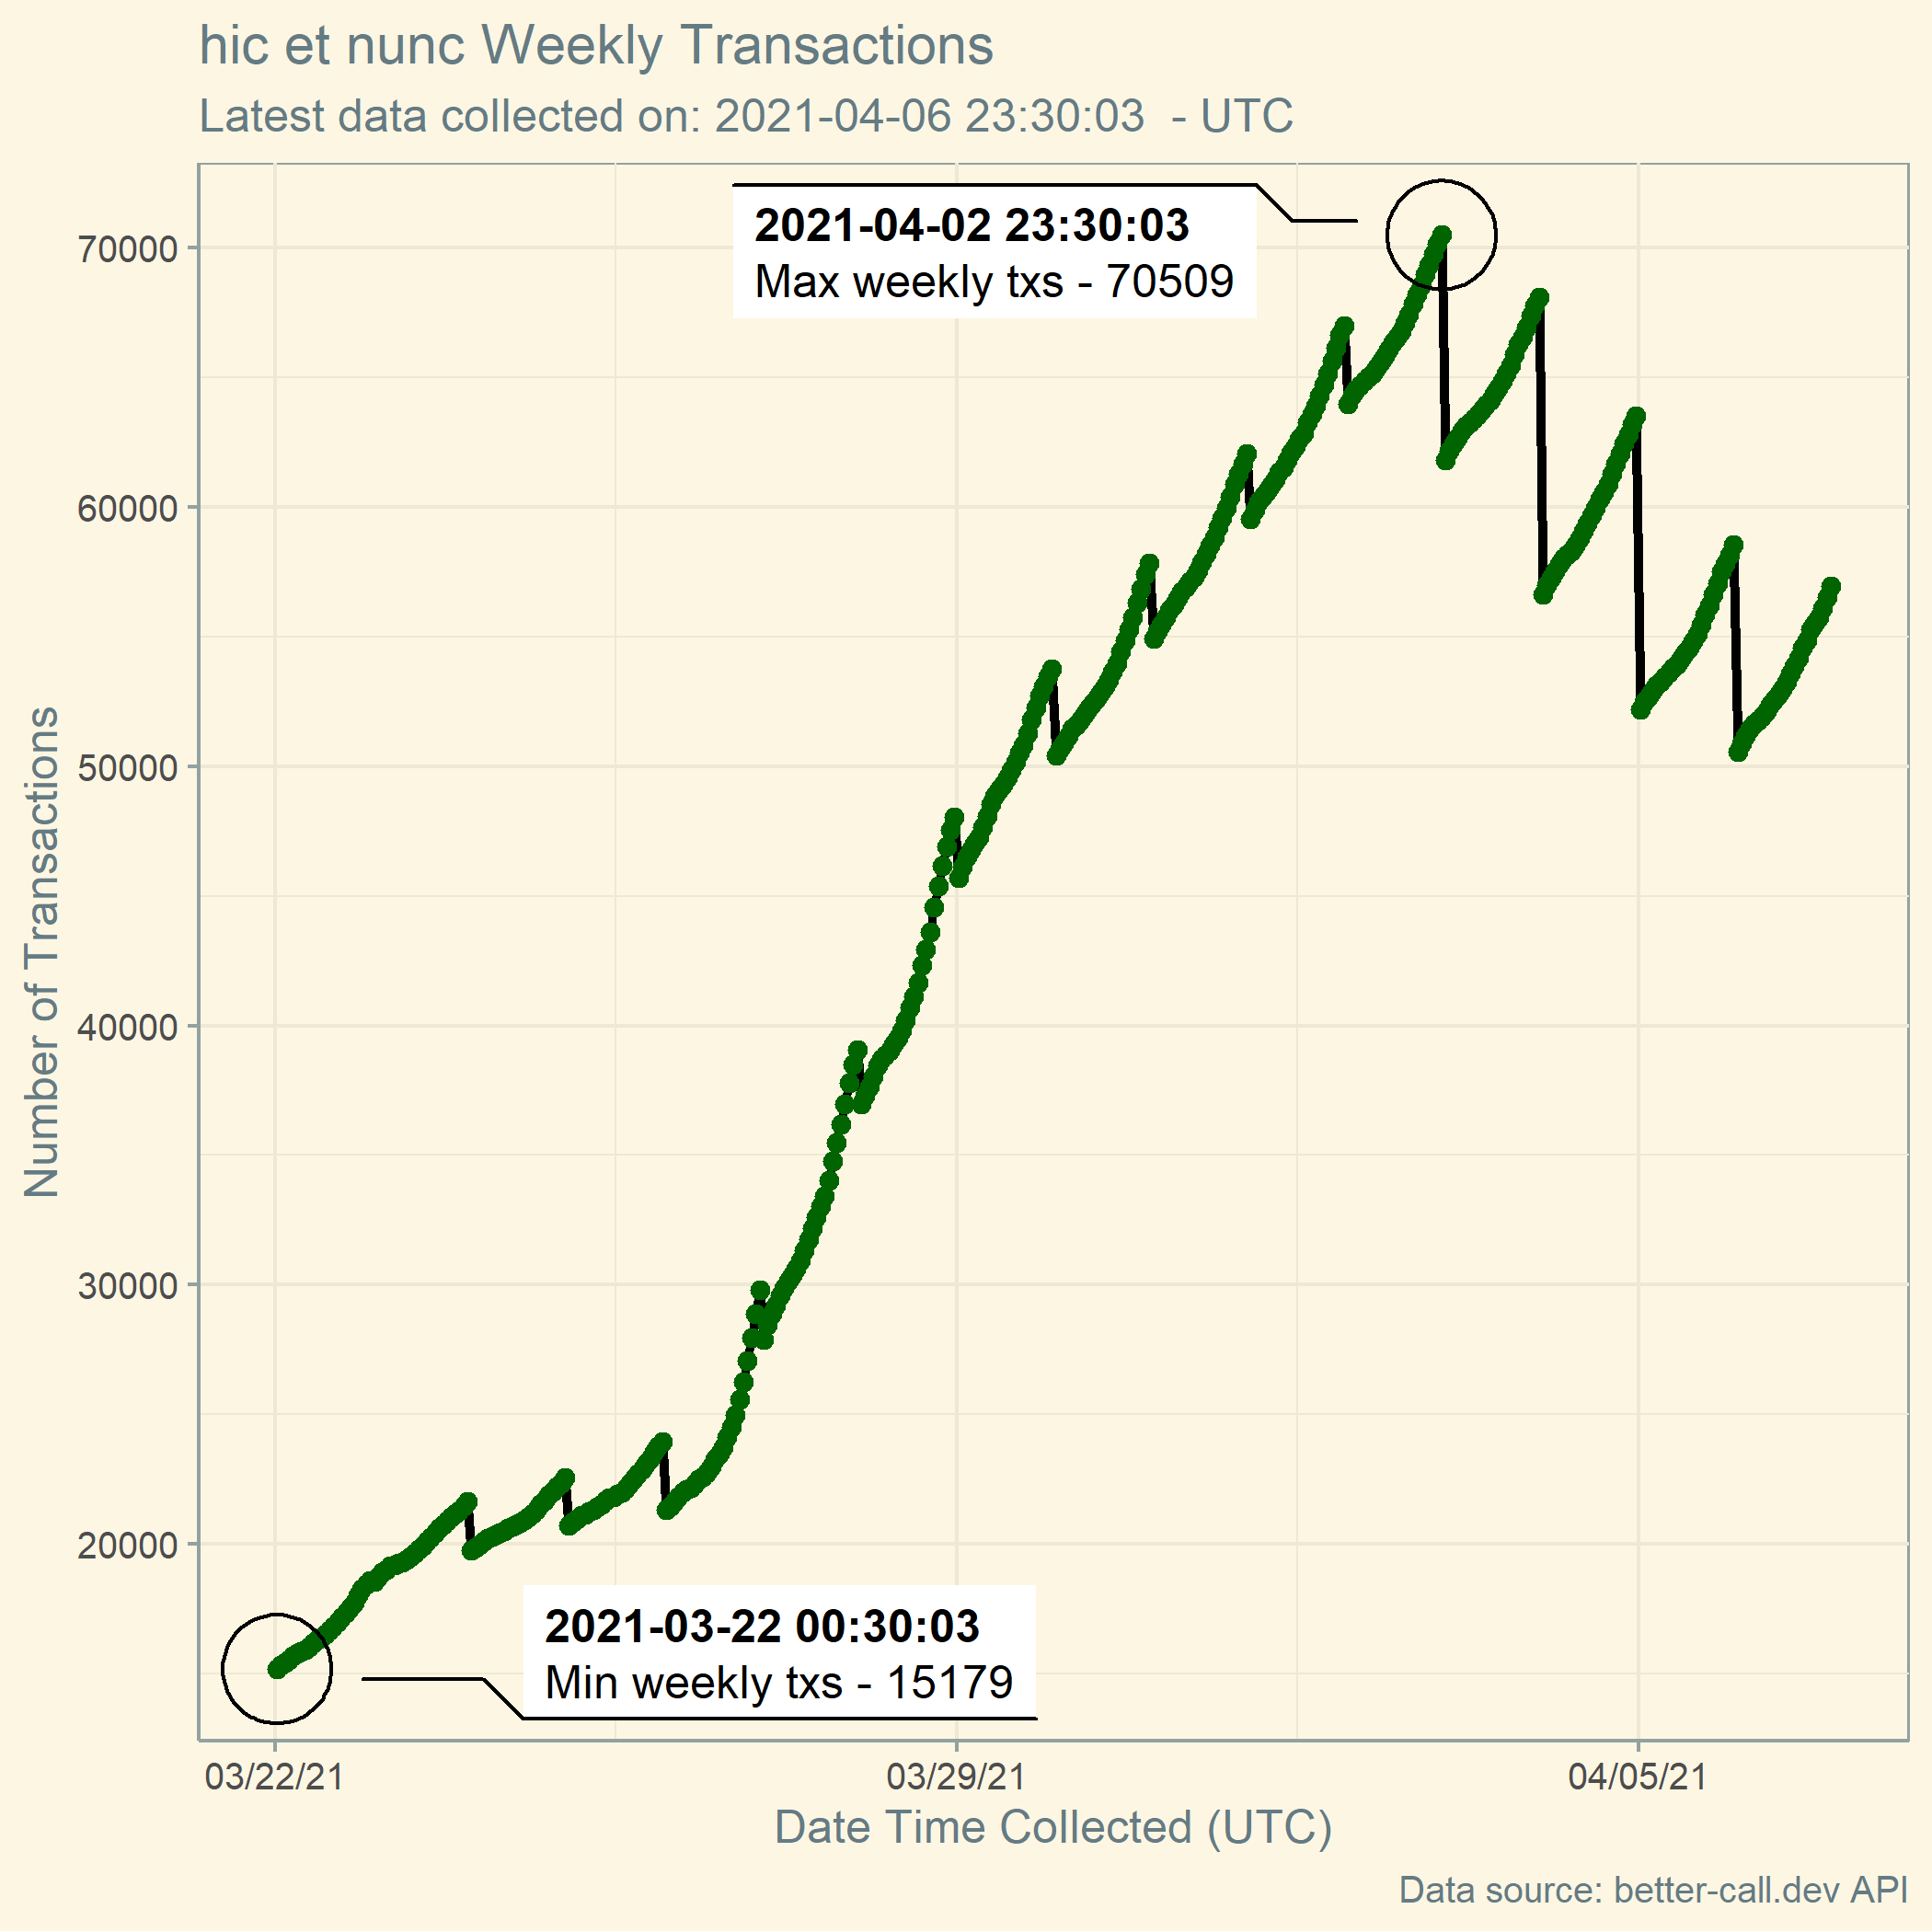 hic et nunc Weekly Transactions
Latest data collected on: 2021-04-06 23:30:03 - UTC
2021-04-02 23:30:03
Max weekly txs - 70509
70000
60000
50000
40000
30000
20000
Number of Transactions
2021-03-22 00:30:03
Min weekly txs - 15179
03/22/21 03/29/21 04/05/21
Date Time Collected (UTC)
Data source: better-call.dev API